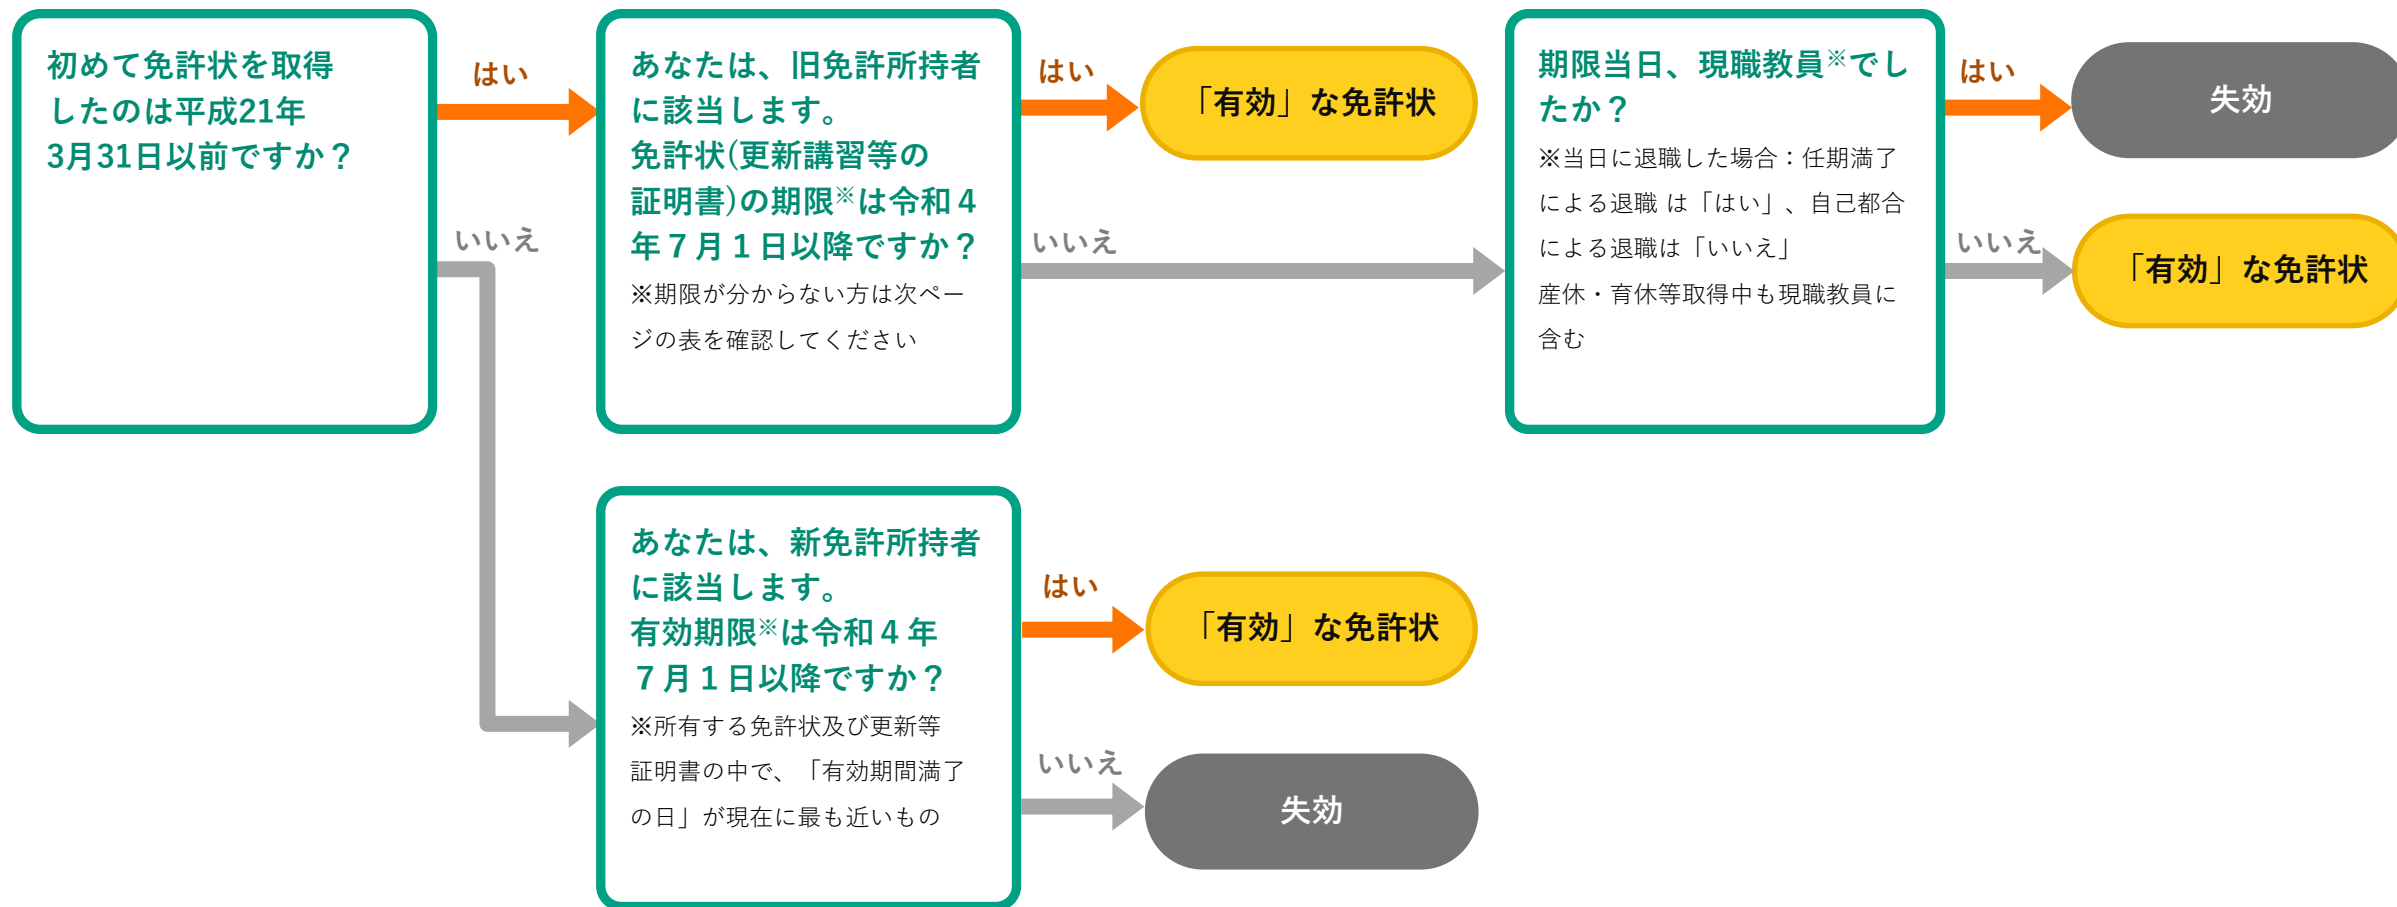 初めて免許状を取得
したのは平成21年
3月31日以前ですか？
はい
いいえ
あなたは、旧免許所持者
に該当します。
免許状(更新講習等の
証明書)の期限※は令和４
年７月１日以降ですか？
※期限が分からない方は次ペー
ジの表を確認してください
はい
「有効」な免許状
いいえ
期限当日、現職教員※でし
たか？
※当日に退職した場合：任期満了
による退職 は「はい」、自己都合
による退職は「いいえ」
産休・育休等取得中も現職教員に
含む
はい
失効
いいえ
「有効」な免許状
あなたは、新免許所持者
に該当します。
有効期限※は令和４年
７月１日以降ですか？
※所有する免許状及び更新等
証明書の中で、「有効期間満了
の日」が現在に最も近いもの
はい
「有効」な免許状
いいえ
失効